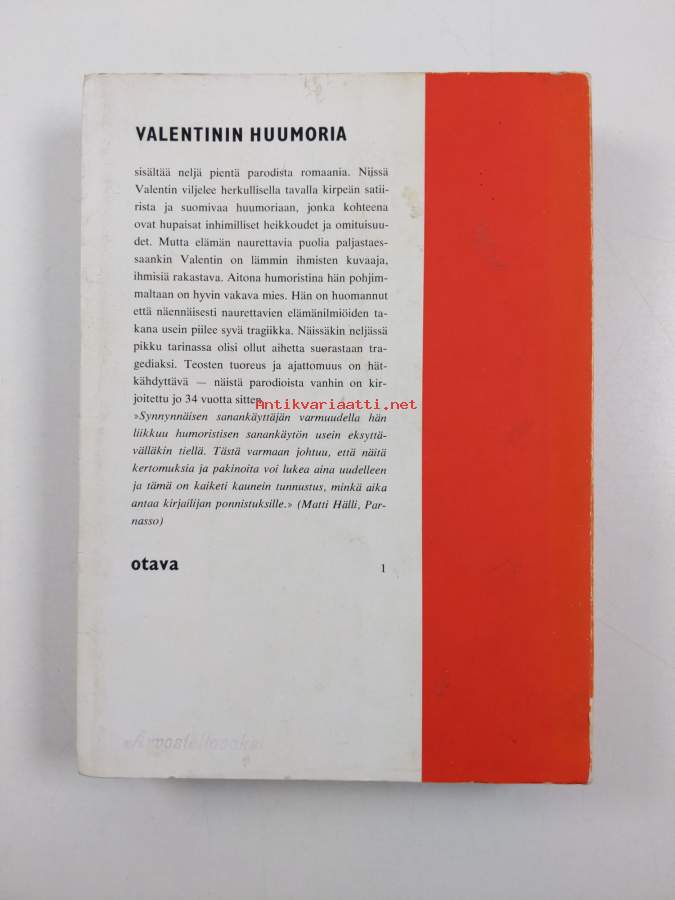 VALENTININ HUUMORIA
sisältää neljä pientä parodista romaania. Niissä
Valentin viljelee herkullisella tavalla kirpeän satii-
rista ja suomivaa huumoriaan, jonka kohteena
ovat hupaisat inhimilliset heikkoudet ja omituisuu-
det. Mutta elämän naurettavia puolia paljastaes-
saankin Valentin on lämmin ihmisten kuvaaja,
ihmisiä rakastava. Aitona humoristina hän pohjim-
maltaan on hyvin vakava mies. Hän on huomannut
että näennäisesti naurettavien elämänilmiöiden ta-
kana usein piilee syvä tragiikka. Näissäkin neljässä
pikku tarinassa olisi ollut aihetta suorastaan tra-
gediaksi. Teosten tuoreus ja ajattomuus on hät-
kähdyttävä — näistä parodioista vanhin on kir-
joitettu jo 34 vuotta sitten.
Antikvariaatti.net
»Synnynnäisen sanankäyttäjän varmuudella hän
liikkuu humoristisen sanankäytön usein eksyttä-
välläkin tiellä. Tästä varmaan johtuu, että näitä
kertomuksia ja pakinoita voi lukea aina uudelleen
ja tämä on kaiketi kaunein tunnustus, minkä aika
antaa kirjailijan ponnistuksille.» (Matti Hälli, Par-
nasso)
otava
1